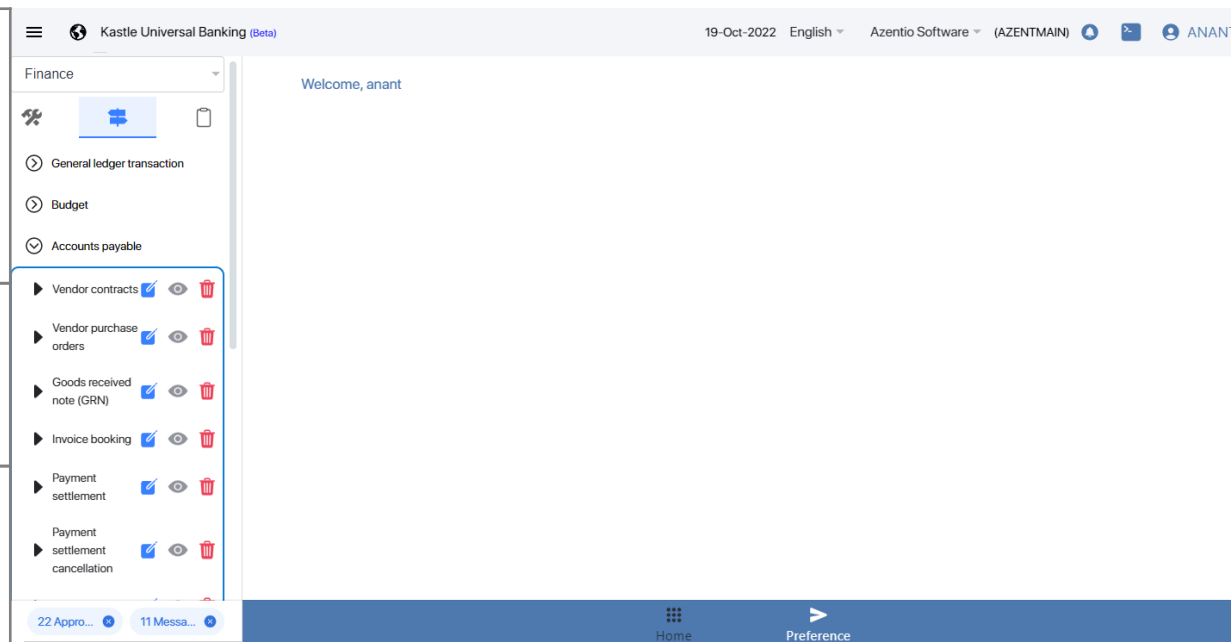 Kastle Universal Banking (Beta)
19-Oct-2022 English Azentio Software (AZENTMAIN) ANANT
Finance
Welcome, anant
General ledger transaction
Budget
Accounts payable
Vendor contracts
Vendor purchase
orders
Goods received
note (GRN)
Invoice booking
Payment
settlement
Payment
settlement
cancellation
22 Appro...
11 Messa...
Home
Preference